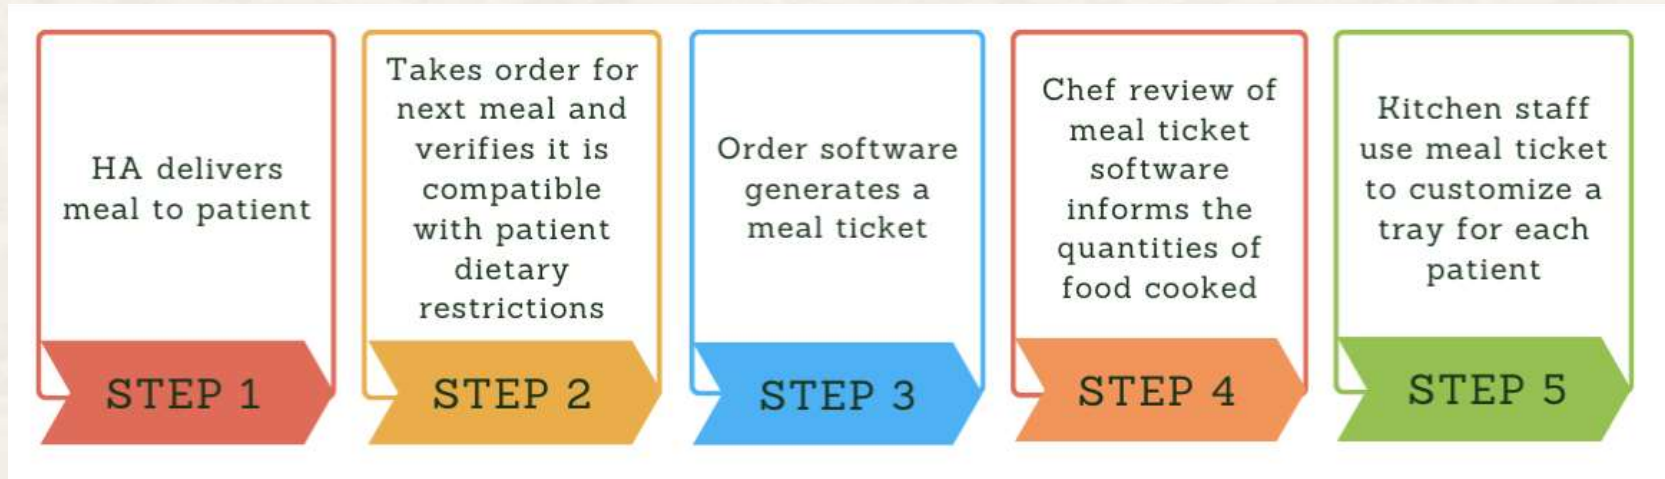 HA delivers
meal to patient
STEP 1
Takes order for
next meal and
verifies it is
compatible
with patient
dietary
restrictions
STEP 2
Order software
generates a
meal ticket
STEP 3
Chef review of
meal ticket
software
informs the
quantities of
food cooked
STEP 4
Kitchen staff
use meal ticket
to customize a
tray for each
patient
STEP 5